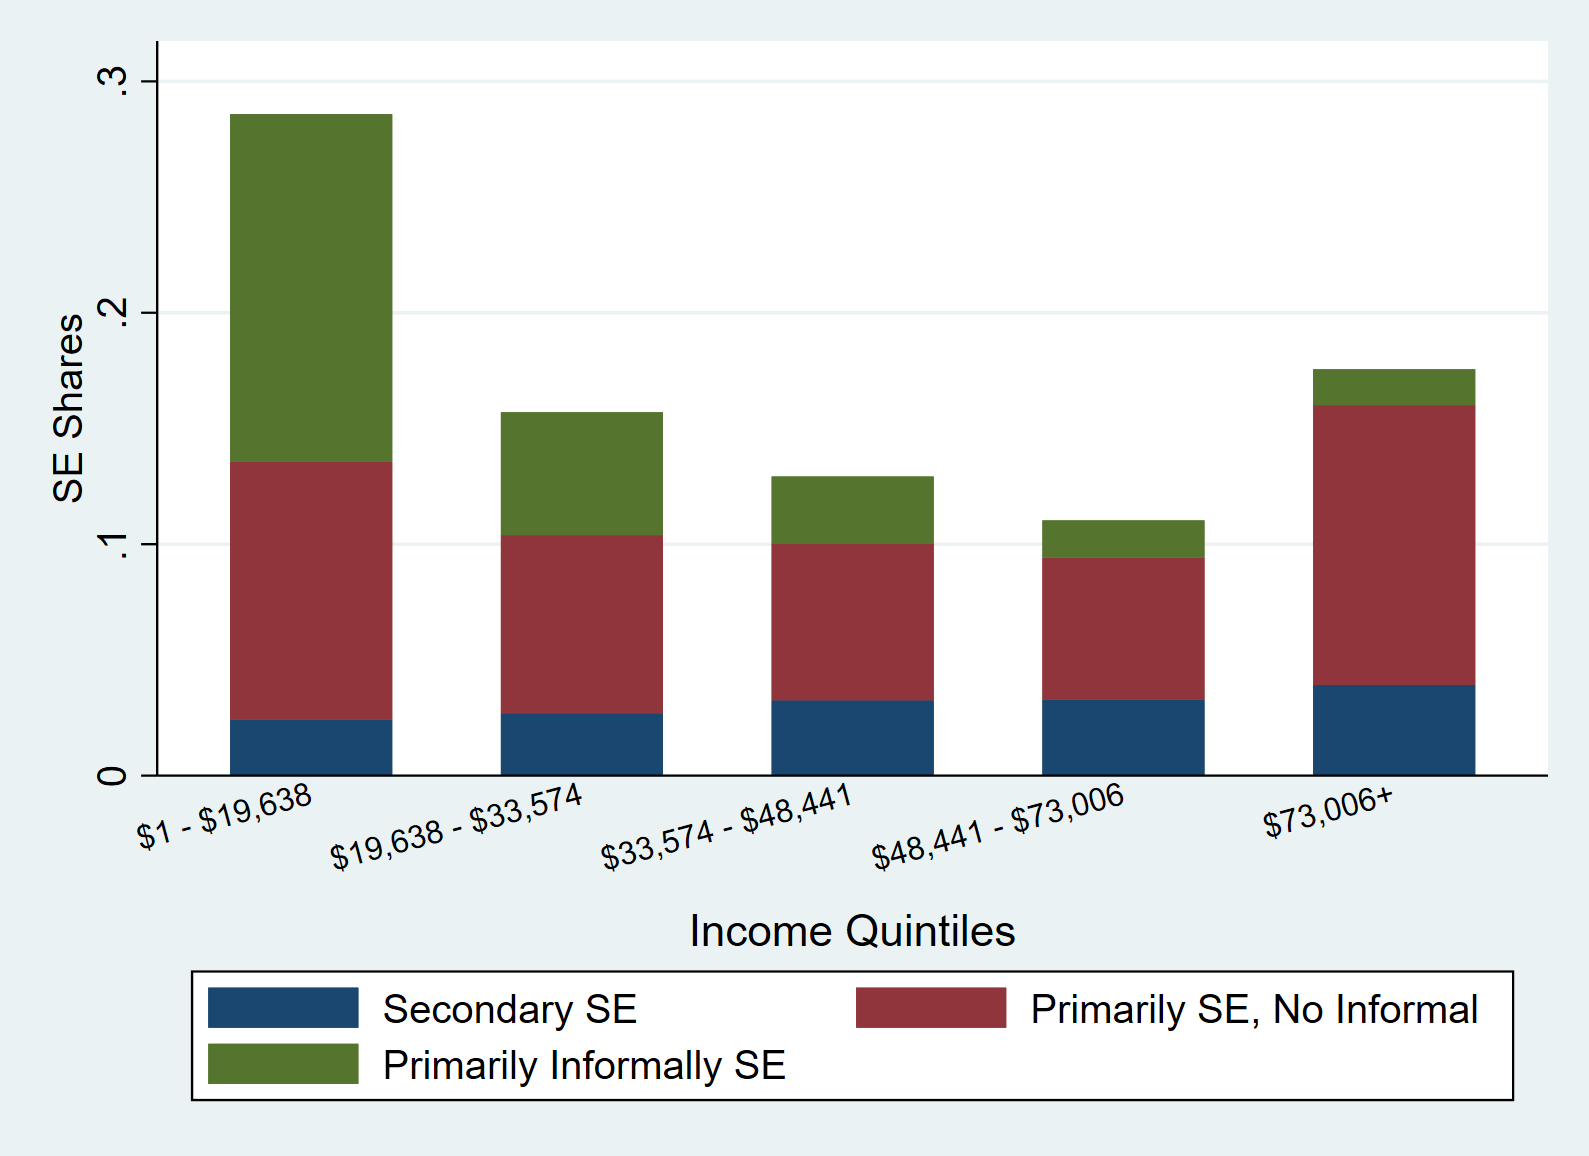 .3
.2
.1
0
SE Shares
$1 - $19,638
$19,638 - $33,574
$33,574 - $48,441
$48,441 - $73,006
$73,006+
Income Quintiles
Secondary SE
Primarily SE, No Informal
Primarily Informally SE